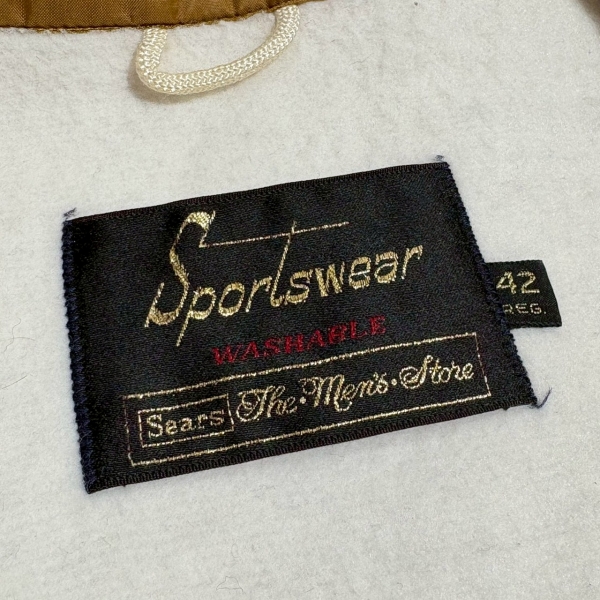 Sportswear
WASHABLE
Sears The·Men's·Store
42
REG.